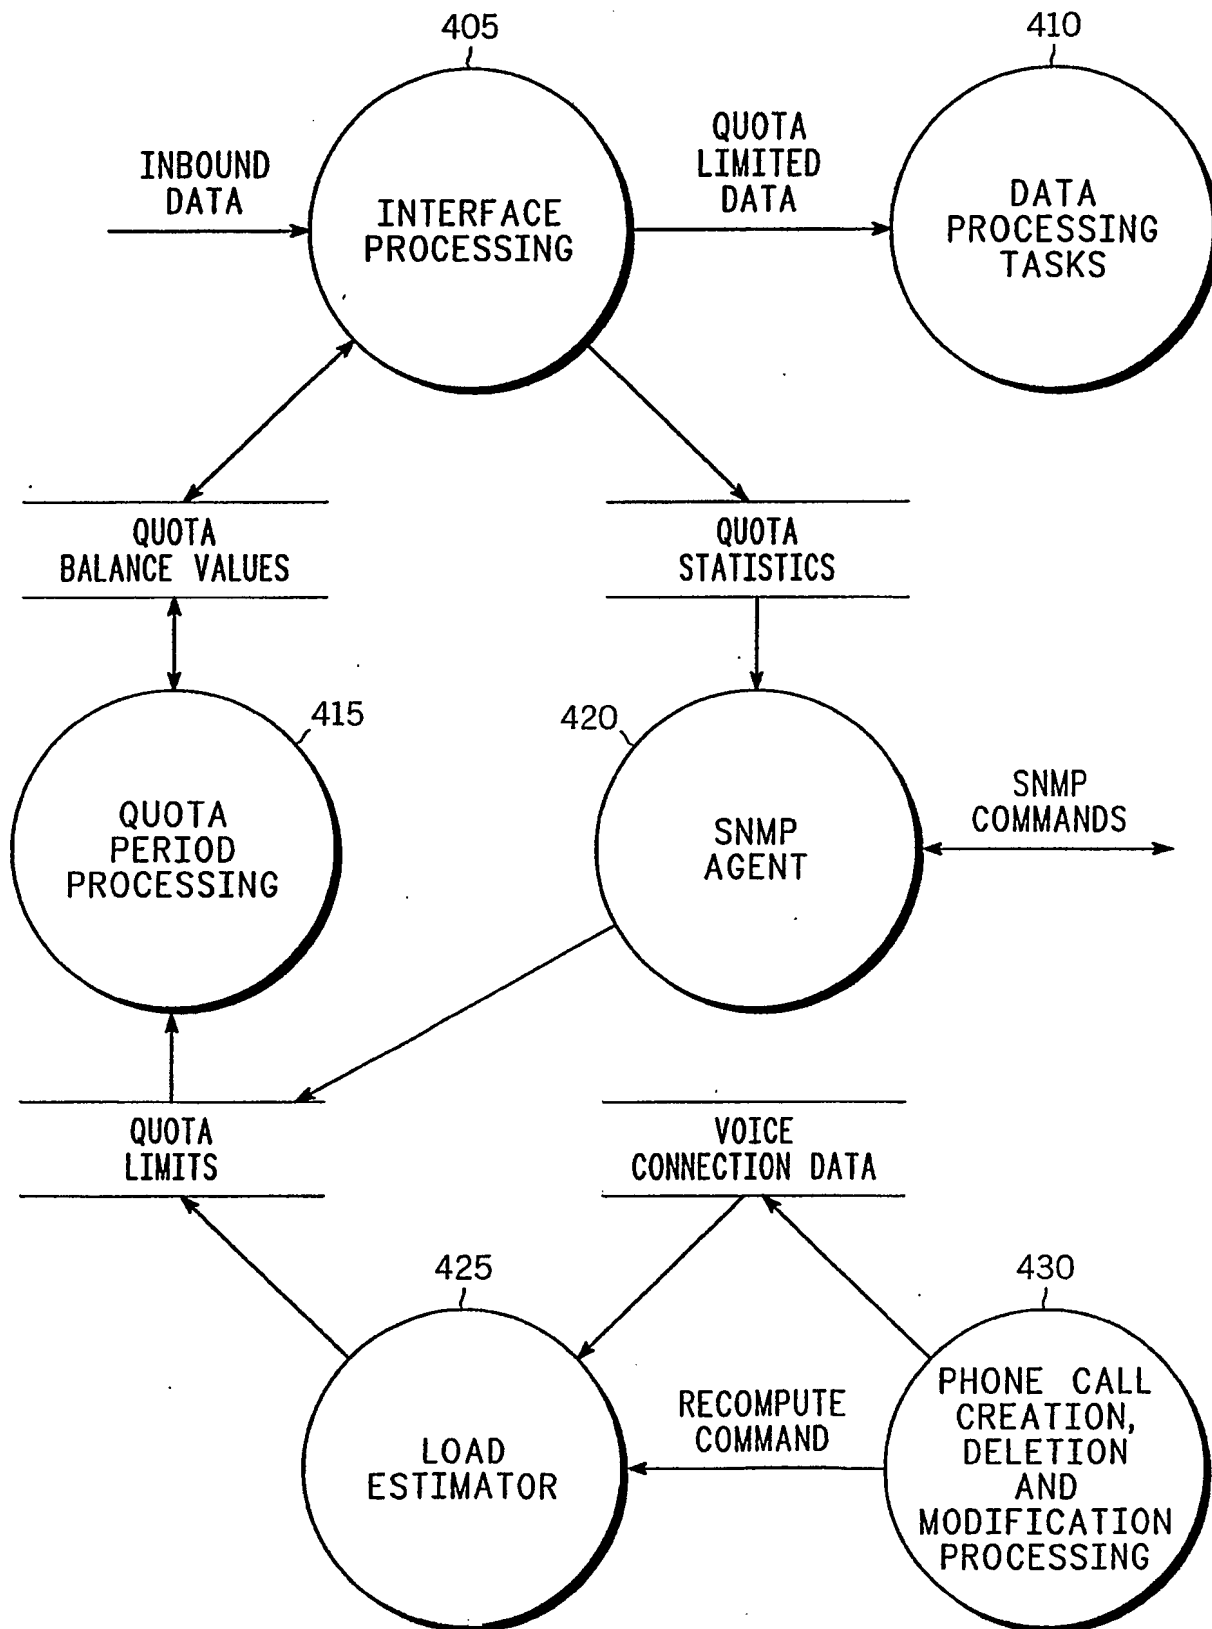 405
410
INBOUND
DATA
QUOTA
LIMITED
DATA
INTERFACE
PROCESSING
DATA
PROCESSING
TASKS
QUOTA
BALANCE VALUES
QUOTA
STATISTICS
415
420
QUOTA
PERIOD
PROCESSING
SNMP
AGENT
SNMP
COMMANDS
QUOTA
LIMITS
VOICE
CONNECTION DATA
425
430
LOAD
ESTIMATOR
RECOMPUTE
COMMAND
PHONE CALL
CREATION,
DELETION
AND
MODIFICATION
PROCESSING